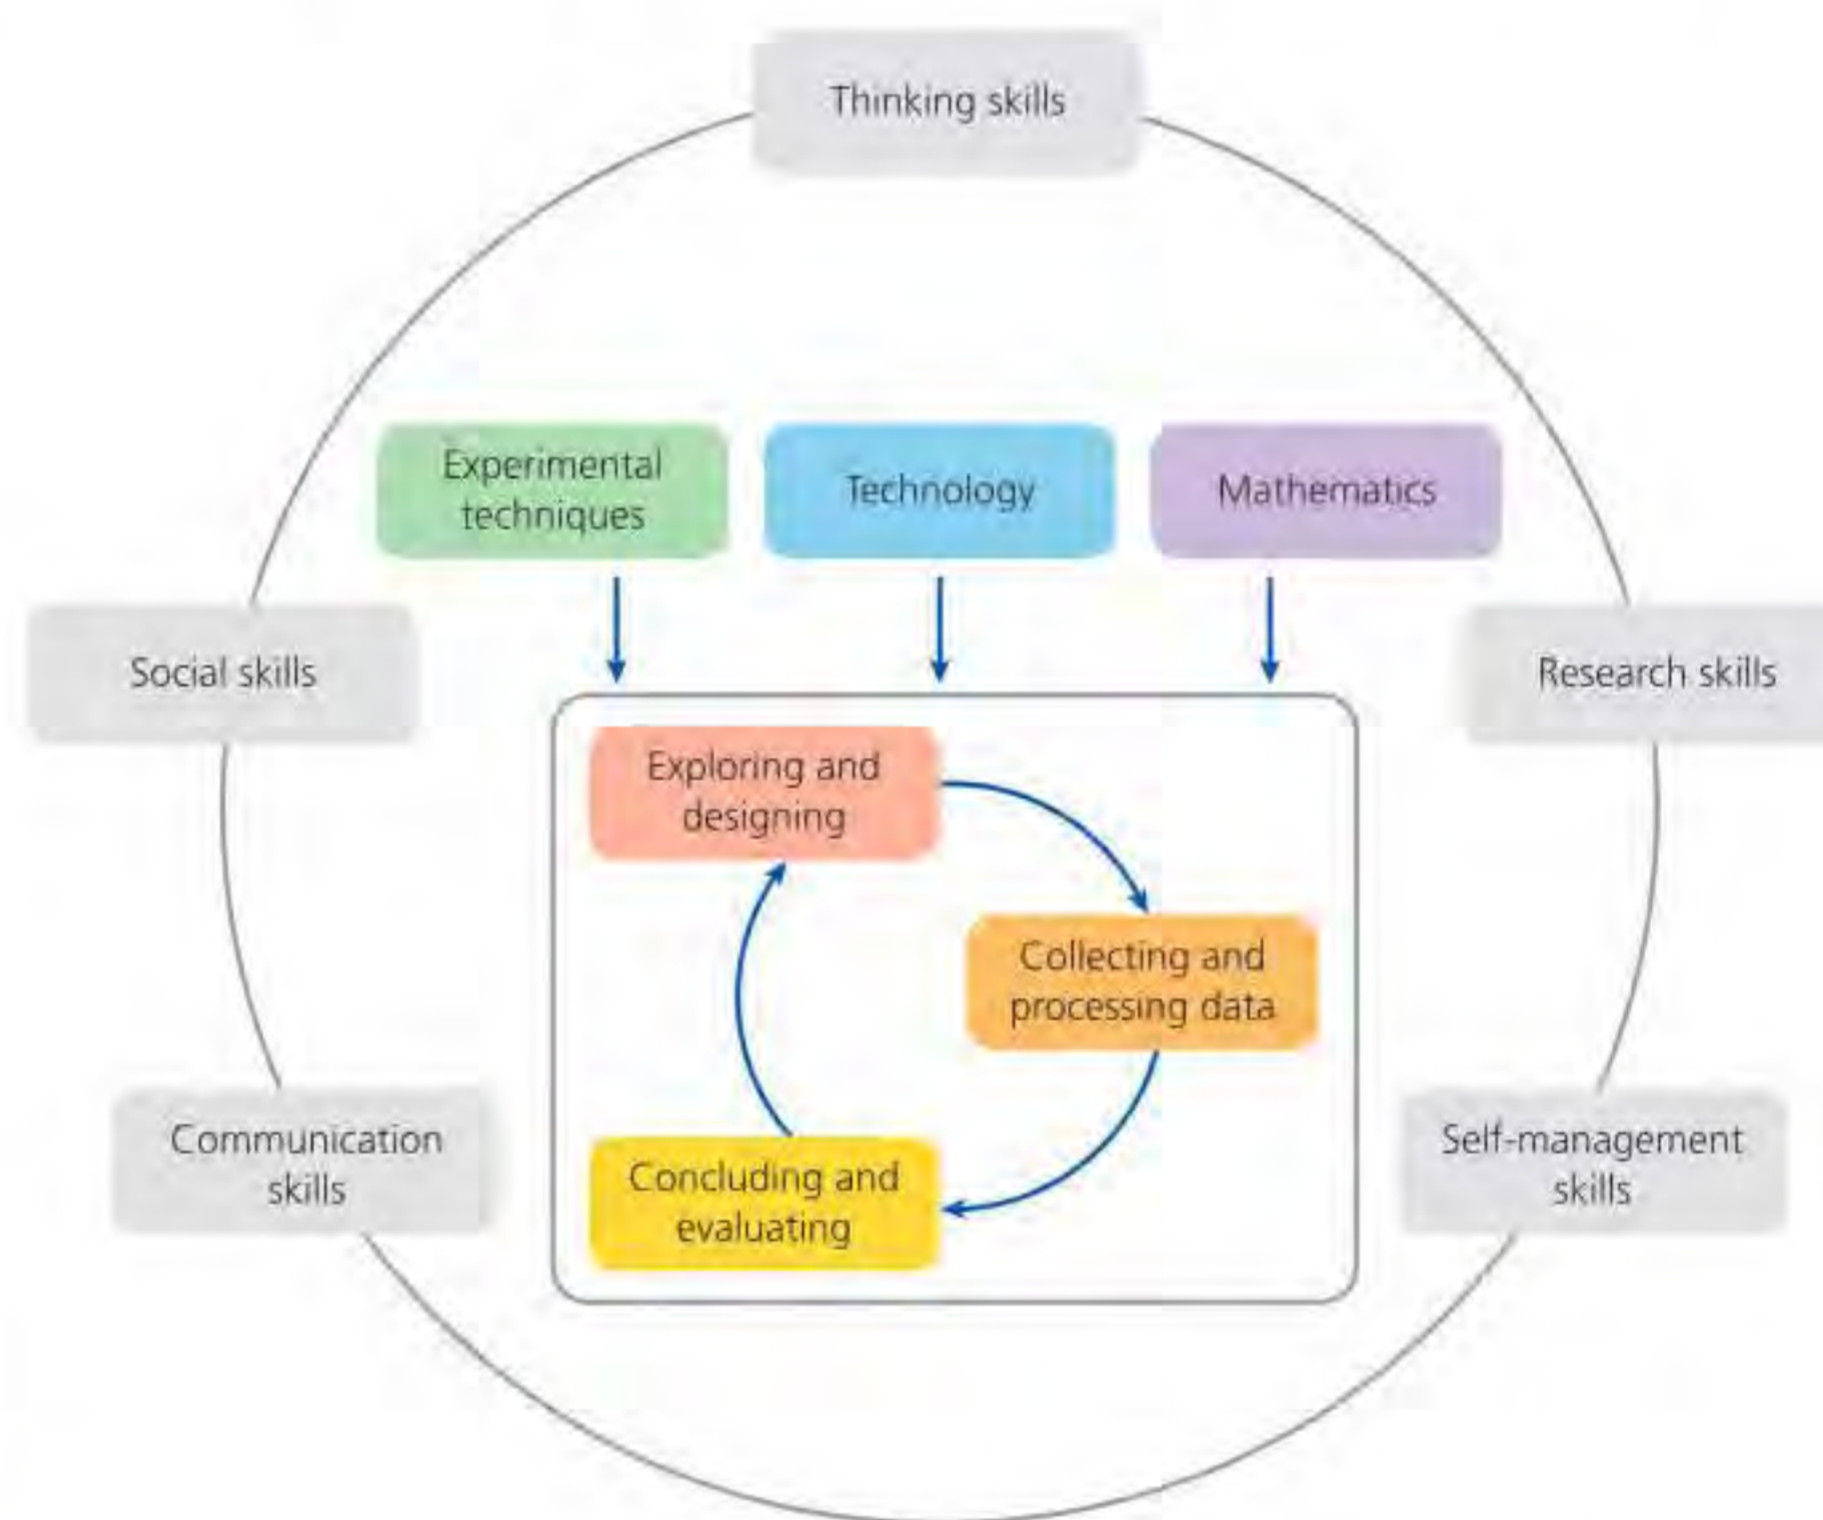 Thinking skills
Experimental
techniques
Technology
Mathematics
Social skills
Research skills
Exploring and
designing
Collecting and
processing data
Communication
skills
Self-management
skills
Concluding and
evaluating